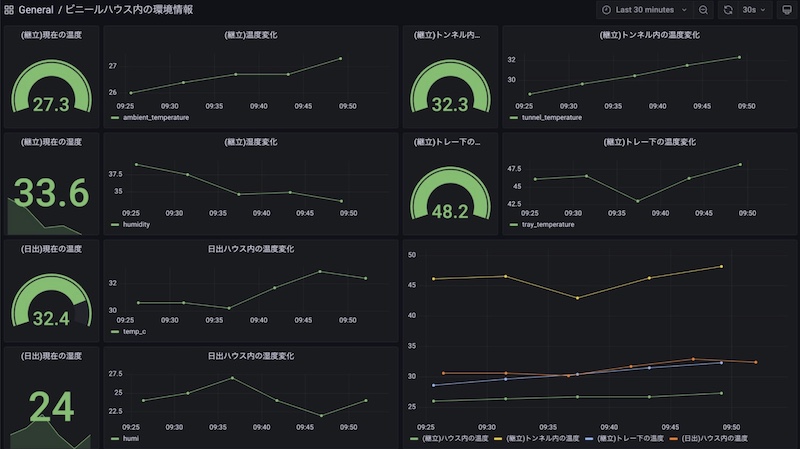 General / ビニールハウス内の環境情報
Last 30 minutes
30s
(継立)現在の温度
27.3
(継立)温度変化
27
26
09:25 09:30 09:35 09:40 09:45 09:50
ambient_temperature
(継立)トンネル内…
32.3
(継立)トンネル内の温度変化
32
30
09:25 09:30 09:35 09:40 09:45 09:50
tunnel_temperature
(継立)現在の湿度
33.6
(継立)湿度変化
37.5
35
09:25 09:30 09:35 09:40 09:45 09:50
humidity
(継立)トレー下の…
48.2
(継立)トレー下の温度変化
47.5
45
42.5
09:25 09:30 09:35 09:40 09:45 09:50
tray_temperature
(日出)現在の温度
32.4
日出ハウス内の温度変化
32
30
09:25 09:30 09:35 09:40 09:45 09:50
temp_c
(日出)現在の湿度
24
日出ハウス内の湿度変化
27.5
25
22.5
09:25 09:30 09:35 09:40 09:45 09:50
humi
50
45
40
35
30
25
09:25 09:30 09:35 09:40 09:45 09:50
(継立)ハウス内の温度 (継立)トンネル内の温度 (継立)トレー下の温度 (日出)ハウス内の温度